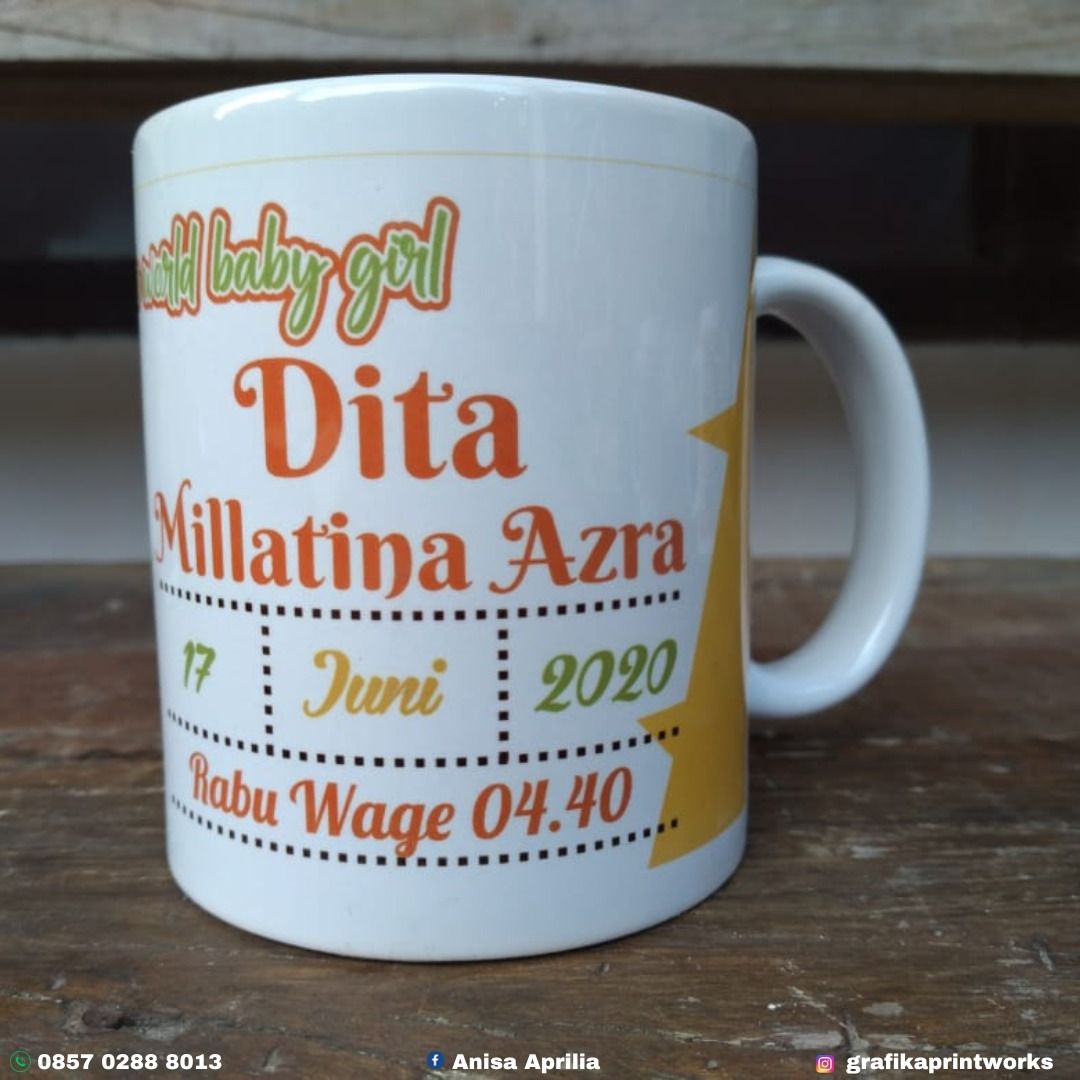 world baby girl
Dita
Millatina Azra
17 Juni 2020
Rabu Wage 04.40
0857 0288 8013 Anisa Aprilia grafikaprintworks